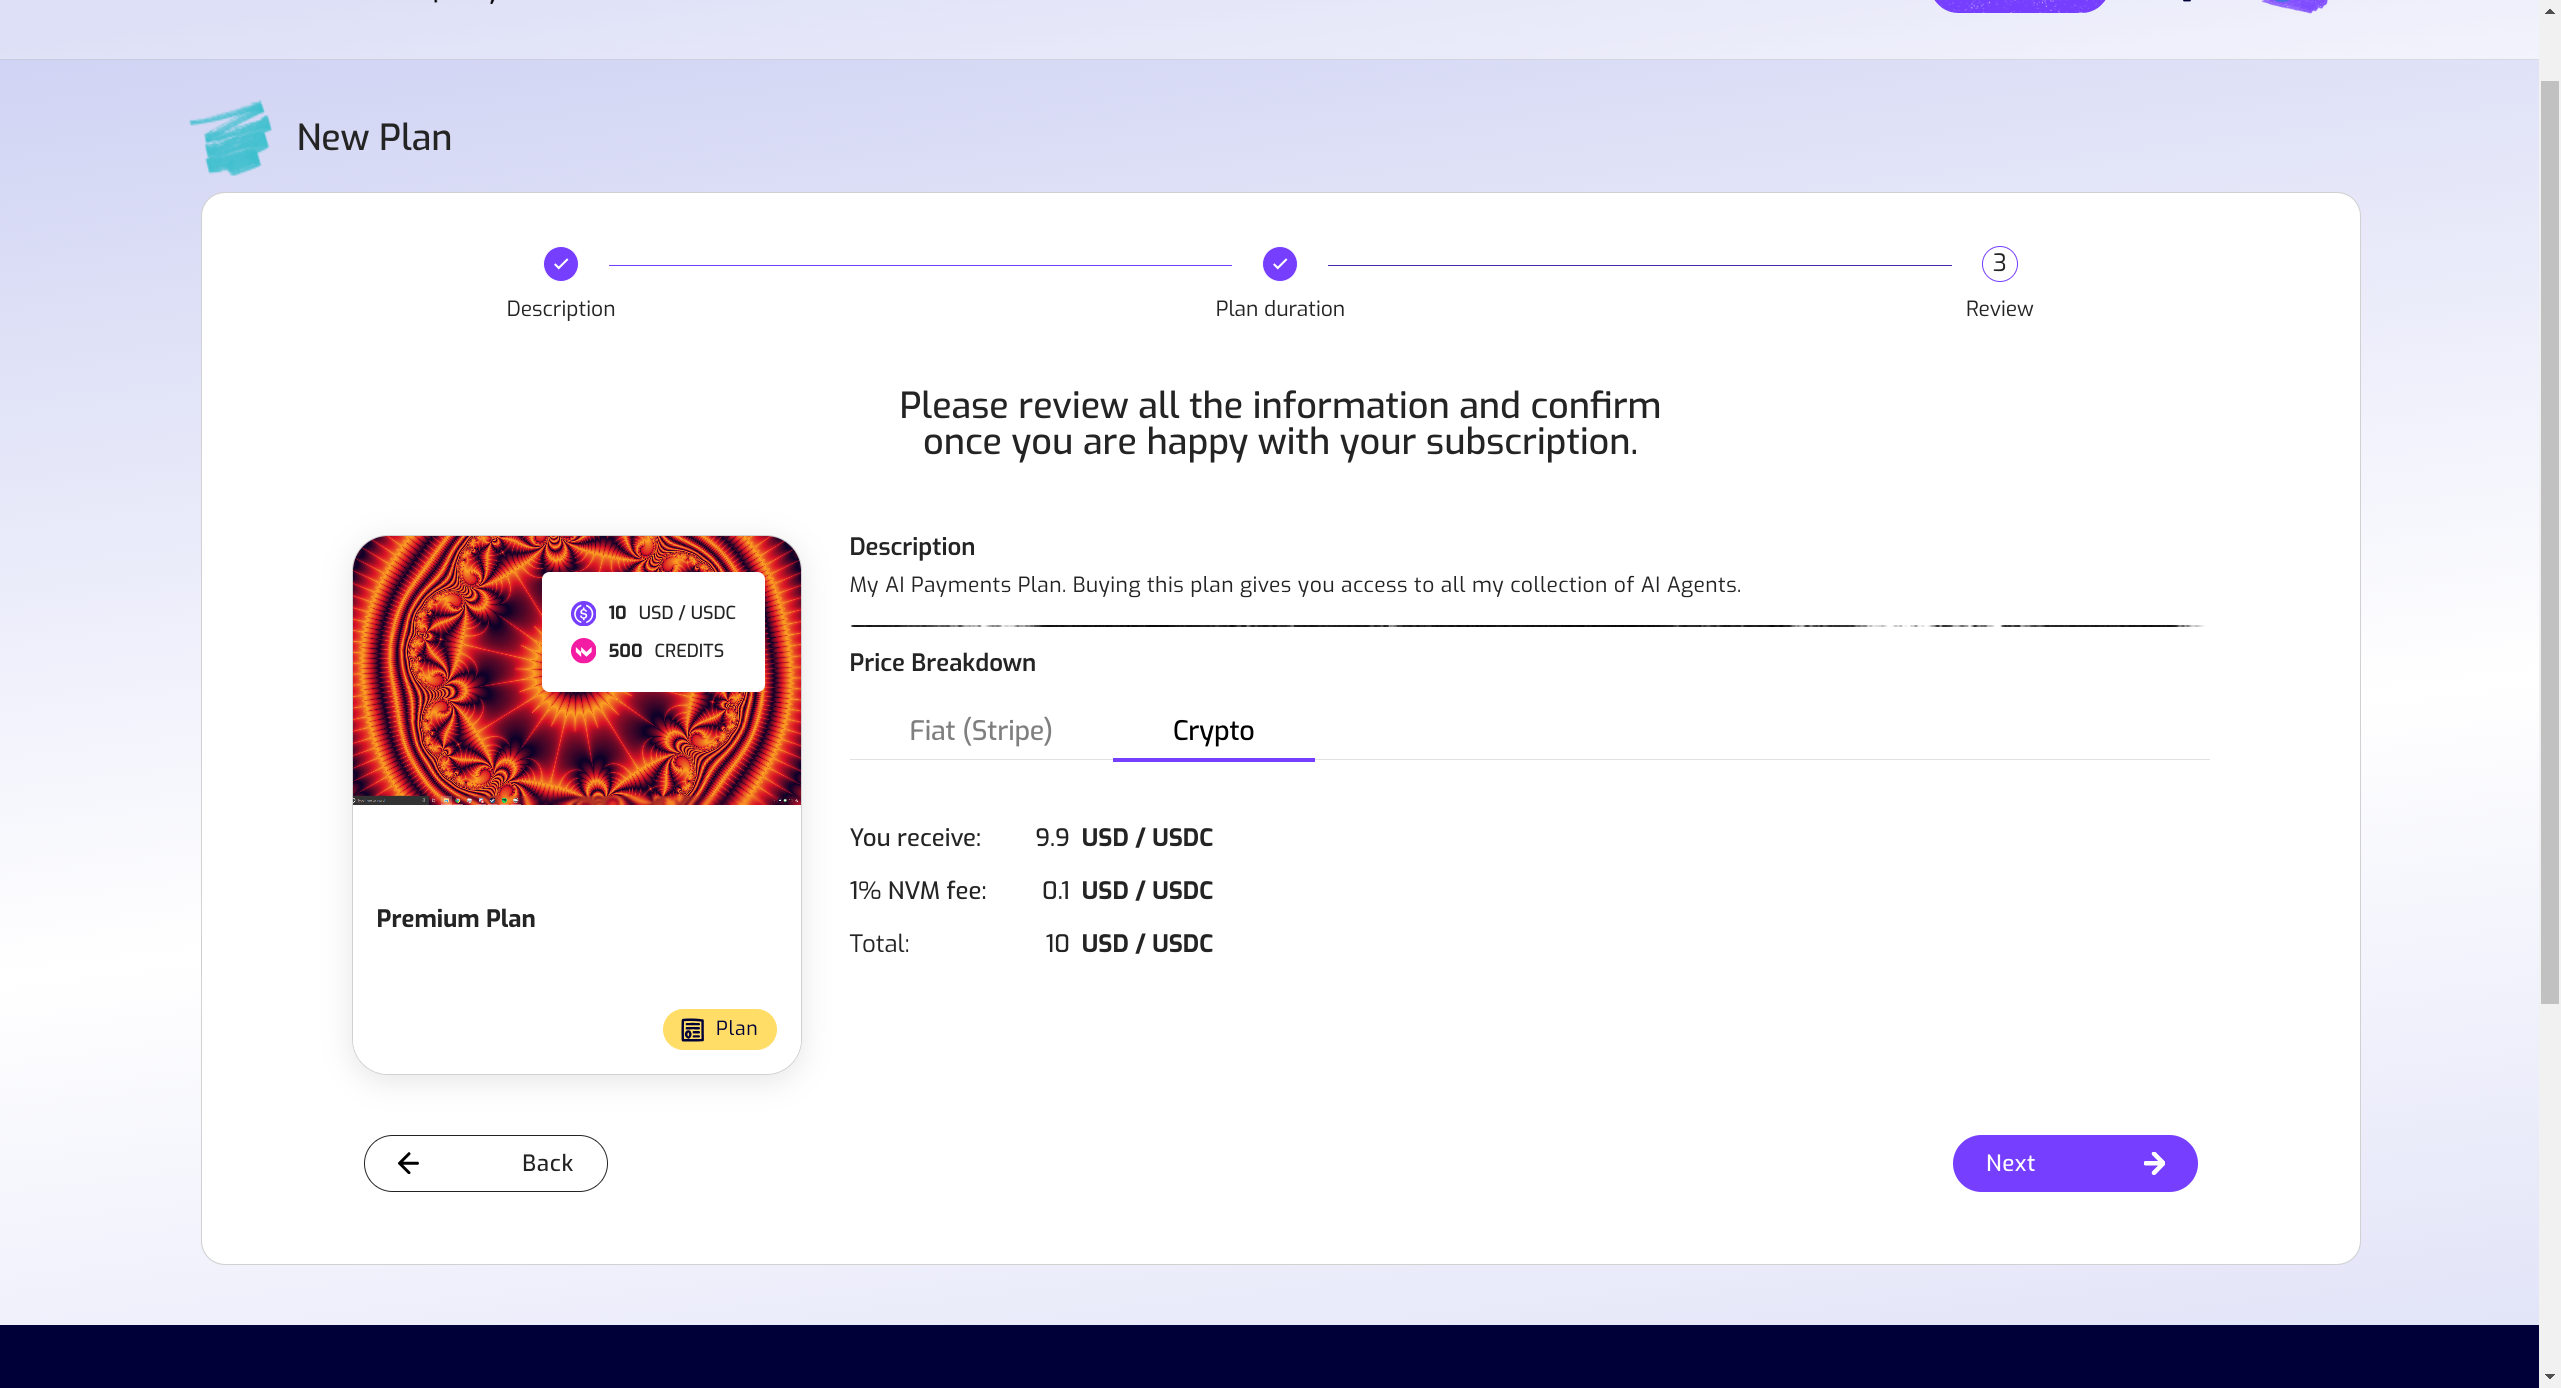 New Plan
Description
Plan duration
3
Review
Please review all the information and confirm
once you are happy with your subscription.
10 USD / USDC
500 CREDITS
Premium Plan
Plan
Description
My AI Payments Plan. Buying this plan gives you access to all my collection of AI Agents.
Price Breakdown
Fiat (Stripe)
Crypto
You receive: 9.9 USD / USDC
1% NVM fee: 0.1 USD / USDC
Total: 10 USD / USDC
Back
Next